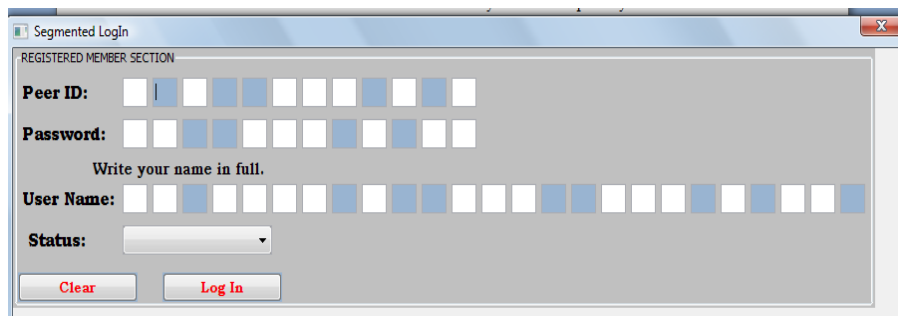 Segmented LogIn
REGISTERED MEMBER SECTION
Peer ID:
Password:
Write your name in full.
User Name:
Status:
Clear Log In